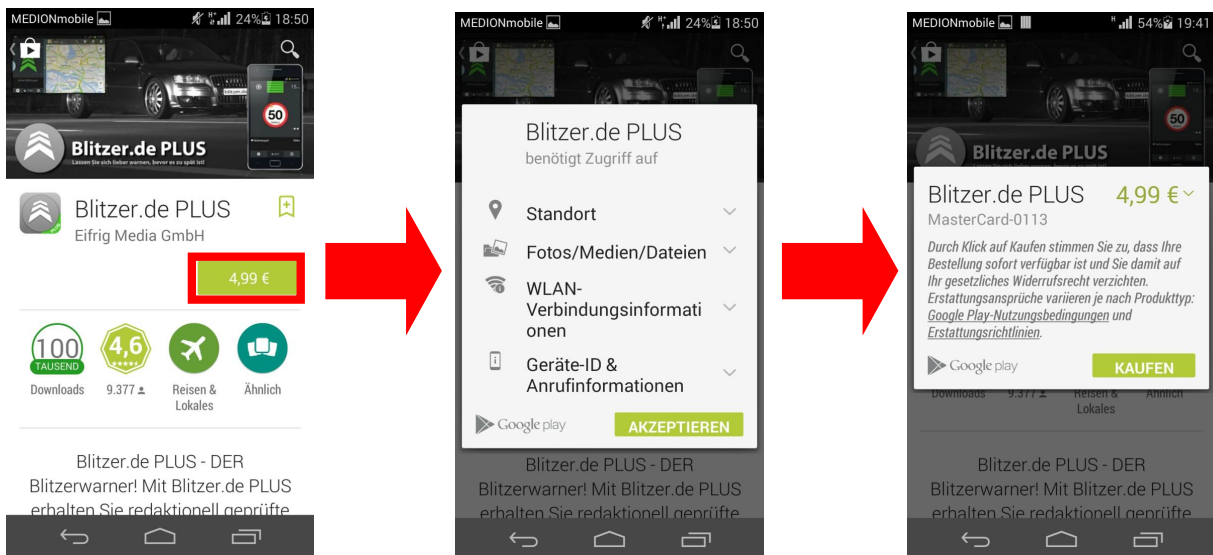 MEDIONmobile 24% 18:50
50
Blitzer.de PLUS
Lassen Sie sich lieber warnen, bevor es zu spät ist!
Blitzer.de PLUS
Eifrig Media GmbH
4,99 €
100
TAUSEND
4,6
Downloads
9.377
Reisen &
Lokales
Ähnlich
Blitzer.de PLUS - DER
Blitzerwarner! Mit Blitzer.de PLUS
erhalten Sie redaktionell geprüfte
MEDIONmobile 24% 18:50
Blitzer.de PLUS
benötigt Zugriff auf
Standort
Fotos/Medien/Dateien
WLAN-
Verbindungsinformati
onen
Geräte-ID &
Anrufinformationen
Google play
AKZEPTIEREN
Blitzer.de PLUS - DER
Blitzerwarner! Mit Blitzer.de PLUS
erhalten Sie redaktionell geprüfte
MEDIONmobile H 54% 19:41
50
Blitzer.de PLUS
Blitzer.de PLUS 4,99 €
MasterCard-0113
Durch Klick auf Kaufen stimmen Sie zu, dass Ihre
Bestellung sofort verfügbar ist und Sie damit auf
Ihr gesetzliches Widerrufsrecht verzichten.
Erstattungsansprüche variieren je nach Produkttyp:
Google Play-Nutzungsbedingungen und
Erstattungsrichtlinien.
Google play
KAUFEN
Downloads
9.377
Reisen &
Lokales
Ähnlich
Blitzer.de PLUS - DER
Blitzerwarner! Mit Blitzer.de PLUS
erhalten Sie redaktionell geprüfte